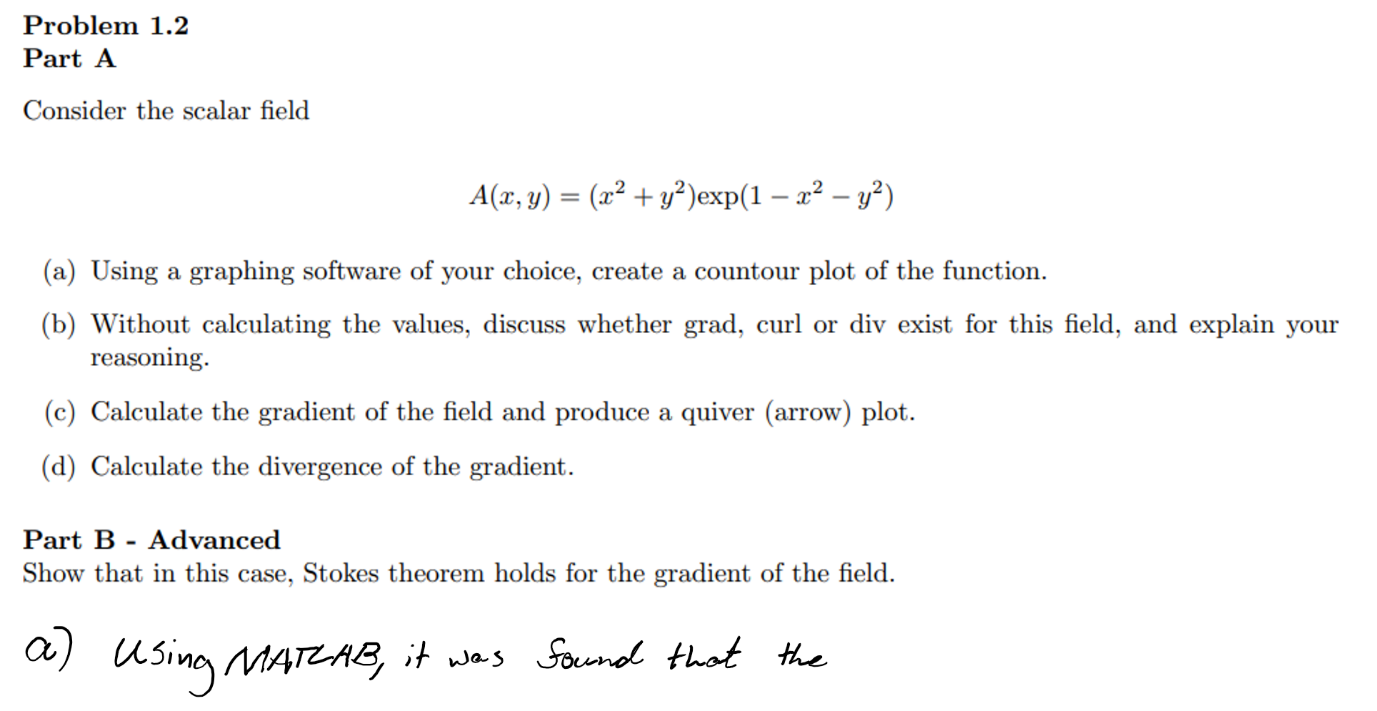 Problem 1.2
Part A
Consider the scalar field
A(x, y) = (x² + y²)exp(1 − x² − y²)
(a) Using a graphing software of your choice, create a countour plot of the function.
(b) Without calculating the values, discuss whether grad, curl or div exist for this field, and explain your
reasoning.
(c) Calculate the gradient of the field and produce a quiver (arrow) plot.
(d) Calculate the divergence of the gradient.
Part B - Advanced
Show that in this case, Stokes theorem holds for the gradient of the field.
a) Using MATLAB, it was found that the